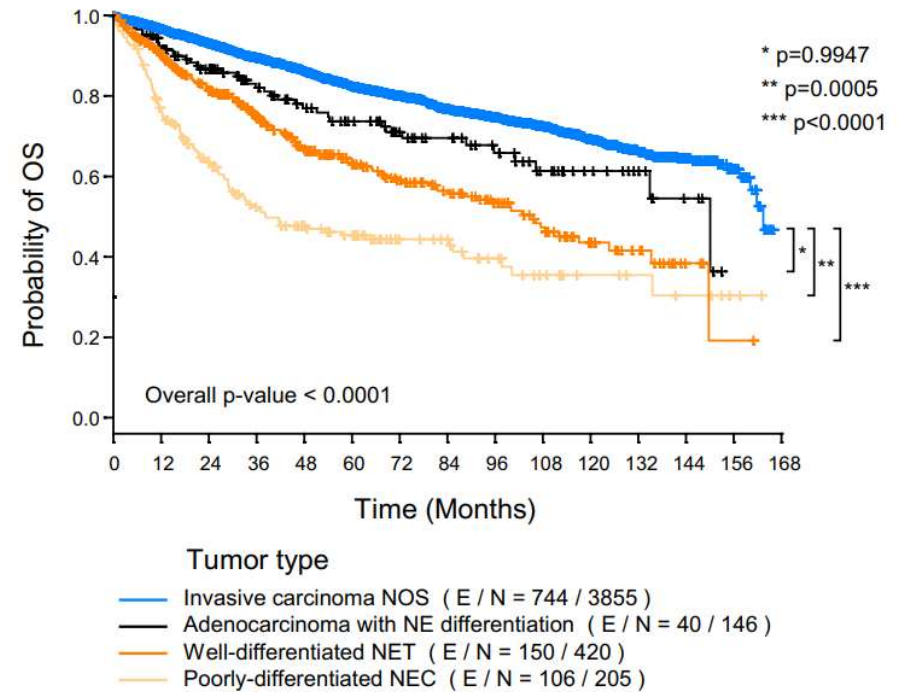 1.0
0.8
0.6
0.4
0.2
0.0
Probability of OS
* p=0.9947
** p=0.0005
*** p<0.0001
*
**
***
Overall p-value < 0.0001
0 12 24 36 48 60 72 84 96 108 120 132 144 156 168
Time (Months)
Tumor type
Invasive carcinoma NOS ( E / N = 744 / 3855 )
Adenocarcinoma with NE differentiation ( E / N = 40 / 146 )
Well-differentiated NET ( E / N = 150 / 420 )
Poorly-differentiated NEC ( E / N = 106 / 205 )